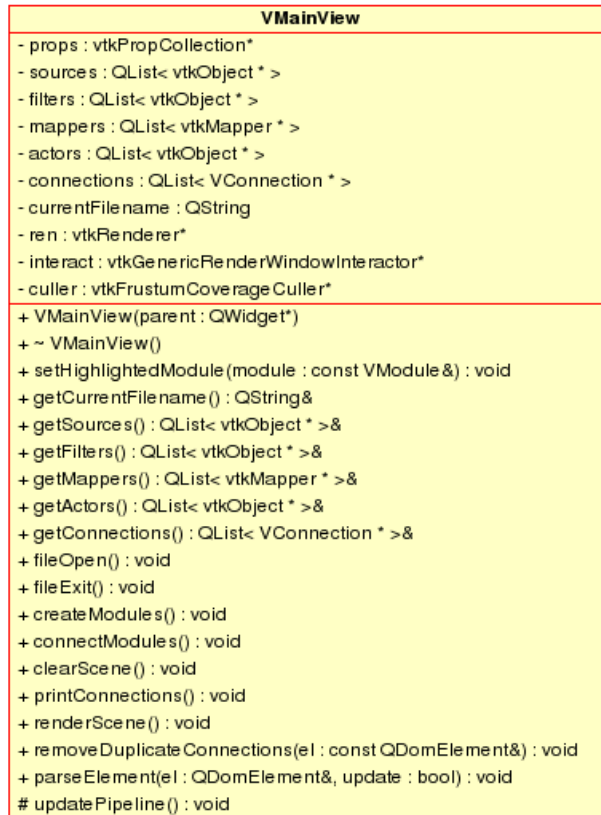 VMainView
- props : vtkPropCollection*
- sources : QList< vtkObject * >
- filters : QList< vtkObject * >
- mappers : QList< vtkMapper * >
- actors : QList< vtkObject * >
- connections : QList< VConnection * >
- currentFilename : QString
- ren : vtkRenderer*
- interact : vtkGenericRenderWindowInteractor*
- culler : vtkFrustumCoverageCuller*
+ VMainView(parent : QWidget*)
+ ~ VMainView()
+ setHighlightedModule(module : const VModule&) : void
+ getCurrentFilename() : QString&
+ getSources() : QList< vtkObject * >&
+ getFilters() : QList< vtkObject * >&
+ getMappers() : QList< vtkMapper * >&
+ getActors() : QList< vtkObject * >&
+ getConnections() : QList< VConnection * >&
+ fileOpen() : void
+ fileExit() : void
+ createModules() : void
+ connectModules() : void
+ clearScene() : void
+ printConnections() : void
+ renderScene() : void
+ removeDuplicateConnections(el : const QDomElement&) : void
+ parseElement(el : QDomElement&, update : bool) : void
# updatePipeline() : void